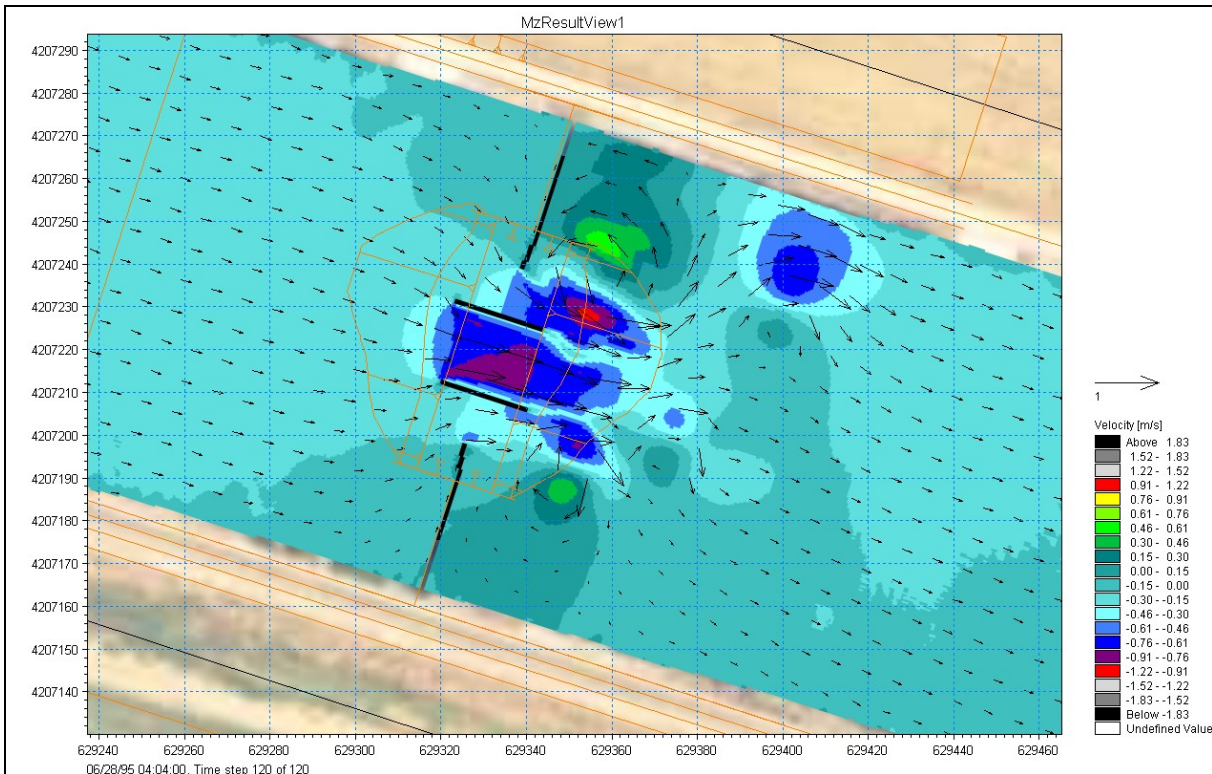 MzResultView1
4207290
4207280
4207270
4207260
4207250
4207240
4207230
4207220
4207210
4207200
4207190
4207180
4207170
4207160
4207150
4207140
629240 629260 629280 629300 629320 629340 629360 629380 629400 629420 629440 629460
06/28/95 04:04:00, Time step 120 of 120
1
Velocity [m/s]
Above 1.83
1.52 - 1.83
1.22 - 1.52
0.91 - 1.22
0.76 - 0.91
0.61 - 0.76
0.46 - 0.61
0.30 - 0.46
0.15 - 0.30
0.00 - 0.15
-0.15 - 0.00
-0.30 - -0.15
-0.46 - -0.30
-0.61 - -0.46
-0.76 - -0.61
-0.91 - -0.76
-1.22 - -0.91
-1.52 - -1.22
-1.83 - -1.52
Below -1.83
Undefined Value